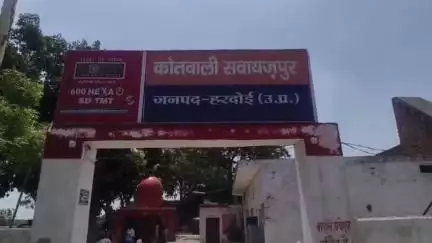 600 HEXA
SD TMT
कोतवाली सवायजपुर
जनपद-हरदोई (उ.प्र.)